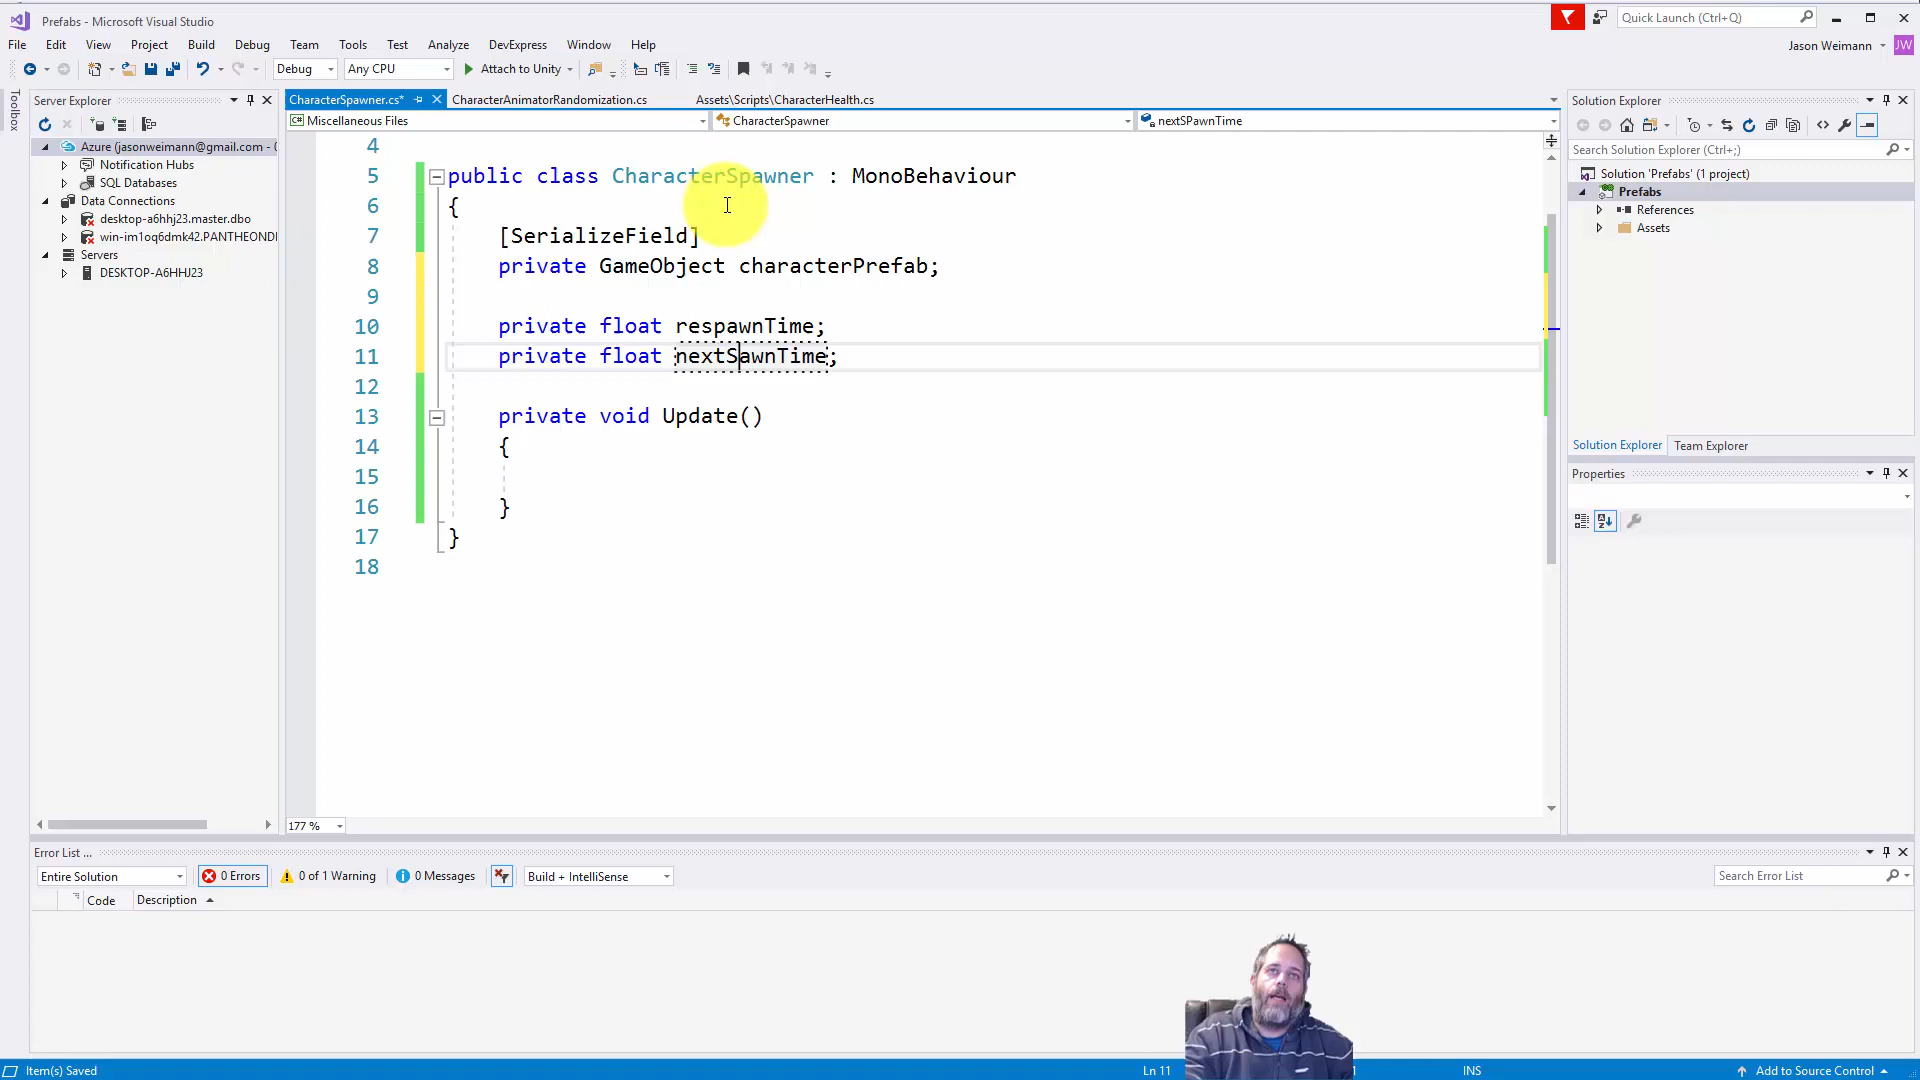 Prefabs - Microsoft Visual Studio
Quick Launch (Ctrl+Q)
File Edit View Project Build Debug Team Tools Test Analyze DevExpress Window Help
Jason Weimann JW
Debug Any CPU Attach to Unity
Toolbox
Server Explorer
CharacterSpawner.cs* CharacterAnimatorRandomization.cs Assets\Scripts\CharacterHealth.cs
Solution Explorer
Miscellaneous Files CharacterSpawner nextSPawnTime
Azure (jasonweimann@gmail.com - 0
Notification Hubs
SQL Databases
Data Connections
desktop-a6hhj23.master.dbo
win-im1oq6dmk42.PANTHEOND
Servers
DESKTOP-A6HHJ23
4
5 public class CharacterSpawner : MonoBehaviour
6 {
7 [SerializeField]
8 private GameObject characterPrefab;
9
10 private float respawnTime;
11 private float nextSawnTime;
12
13 private void Update()
14 {
15
16 }
17 }
18
177 %
Search Solution Explorer (Ctrl+;)
Solution 'Prefabs' (1 project)
Prefabs
References
Assets
Solution Explorer Team Explorer
Properties
Error List ...
Entire Solution 0 Errors 0 of 1 Warning 0 Messages Build + IntelliSense
Search Error List
Code Description
Item(s) Saved Ln 11 INS Add to Source Control